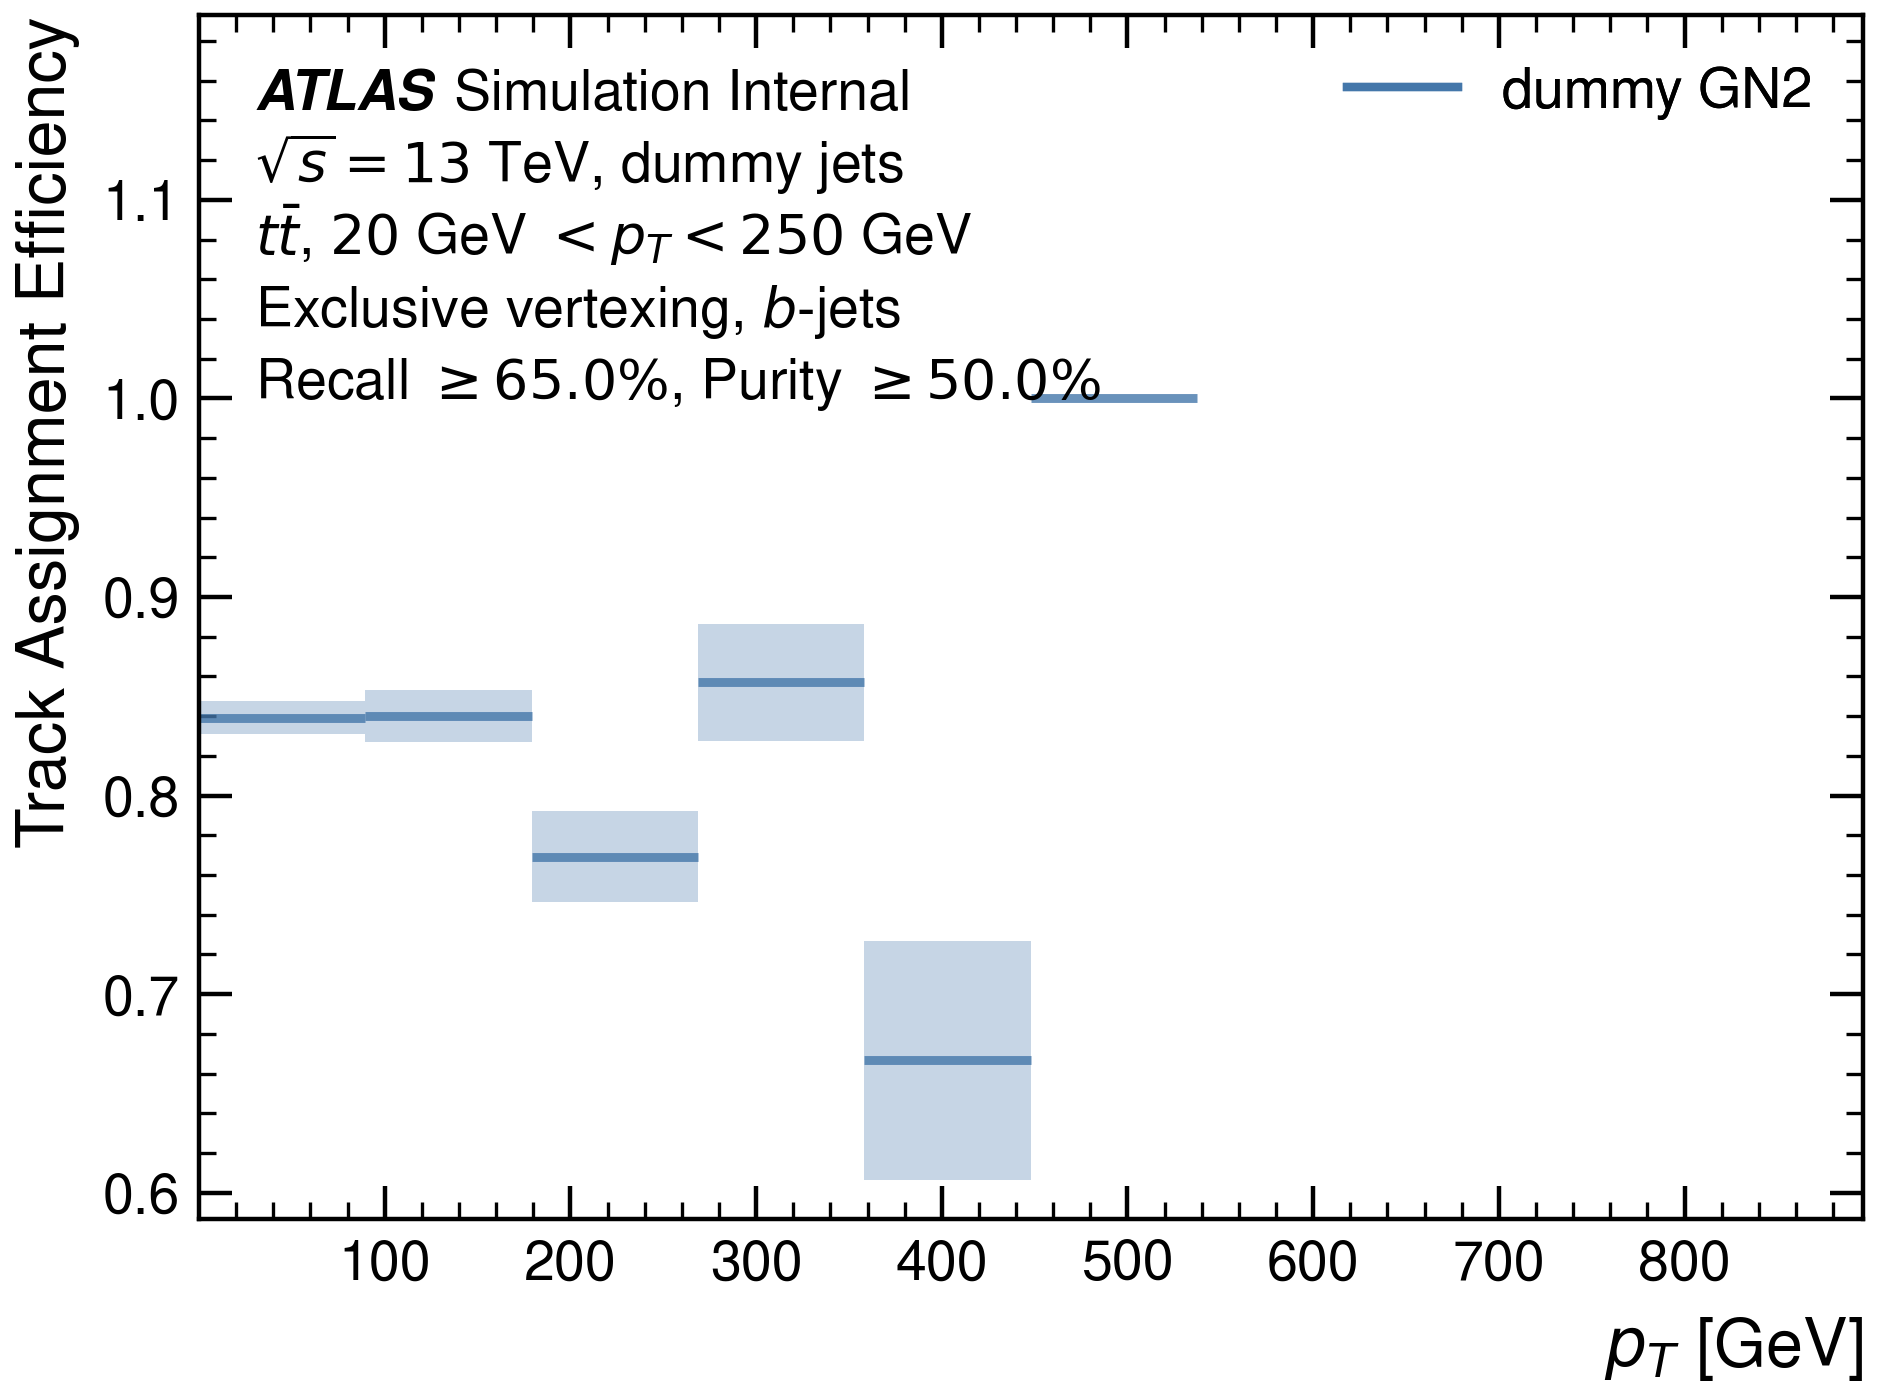 ATLAS Simulation Internal
√s = 13 TeV, dummy jets
tt̄, 20 GeV < p_T < 250 GeV
Exclusive vertexing, b-jets
Recall ≥ 65.0%, Purity ≥ 50.0%
dummy GN2
Track Assignment Efficiency
1.1
1.0
0.9
0.8
0.7
0.6
100 200 300 400 500 600 700 800
p_T [GeV]